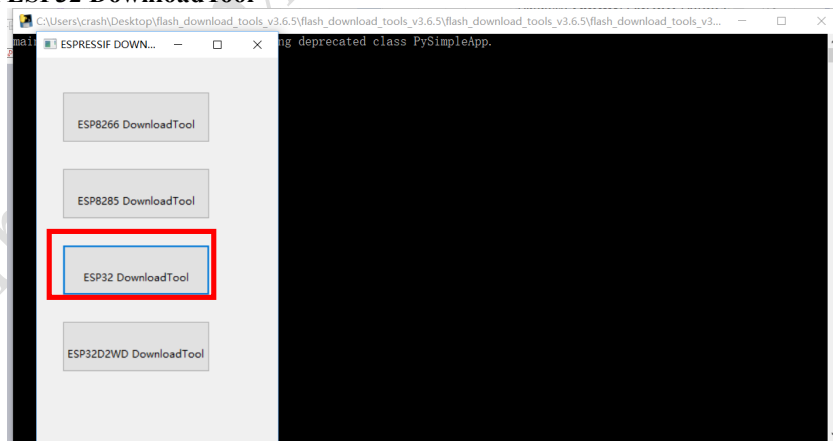 ESP32 DownloadTool
C:\Users\crash\Desktop\flash_download_tools_v3.6.5\flash_download_tools_v3.6.5\flash_download_tools_v3.6.5\flash_download_tools_v3...
ng deprecated class PySimpleApp.
ESPRESSIF DOWN...
ESP8266 DownloadTool
ESP8285 DownloadTool
ESP32 DownloadTool
ESP32D2WD DownloadTool